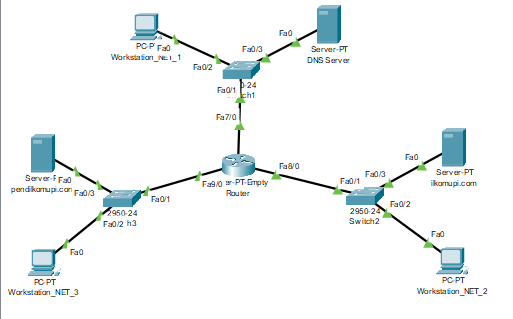 PC-PT
Fa0
Workstation_NET_1
Fa0/2
Fa0/3
Fa0
Server-PT
DNS Server
Fa0/1
Fa7/0
Fa0
pendikomupi.com
Fa0/3
2950-24
Fa0/2
Fa0/1
Fa9/0
Router
Fa8/0
Fa0/1
Fa0/3
Fa0
Server-PT
ilkomupi.com
2950-24
Switch2
Fa0/2
Fa0
PC-PT
Workstation_NET_3
Fa0
PC-PT
Workstation_NET_2